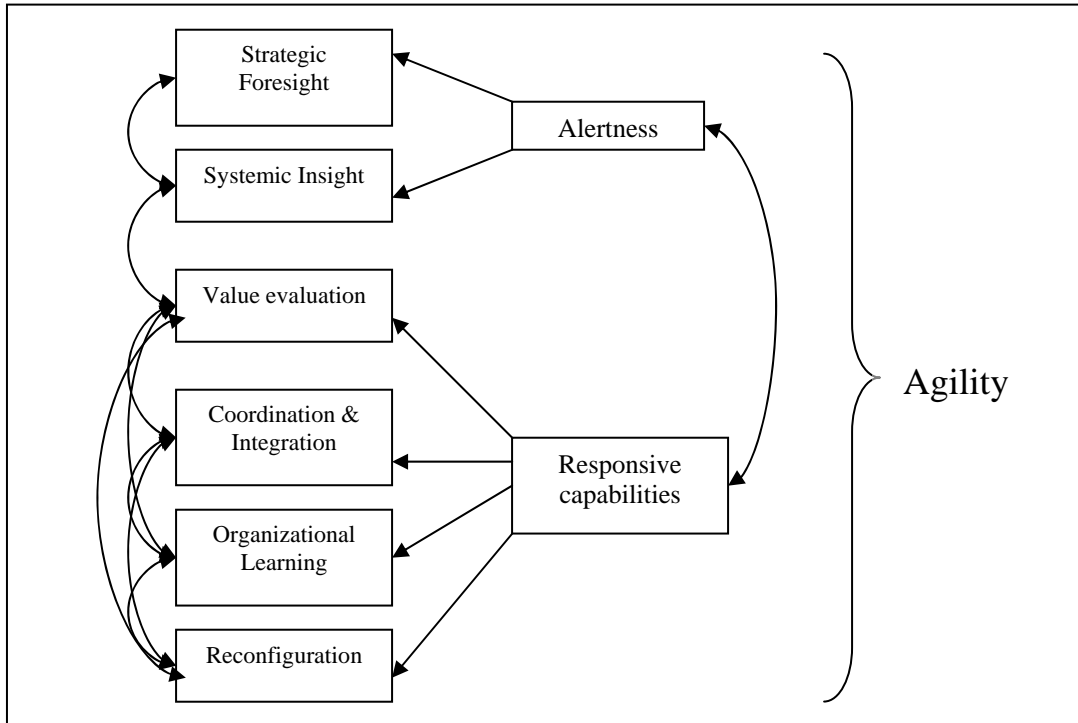 Strategic
Foresight
Alertness
Systemic Insight
Value evaluation
Agility
Coordination &
Integration
Responsive
capabilities
Organizational
Learning
Reconfiguration